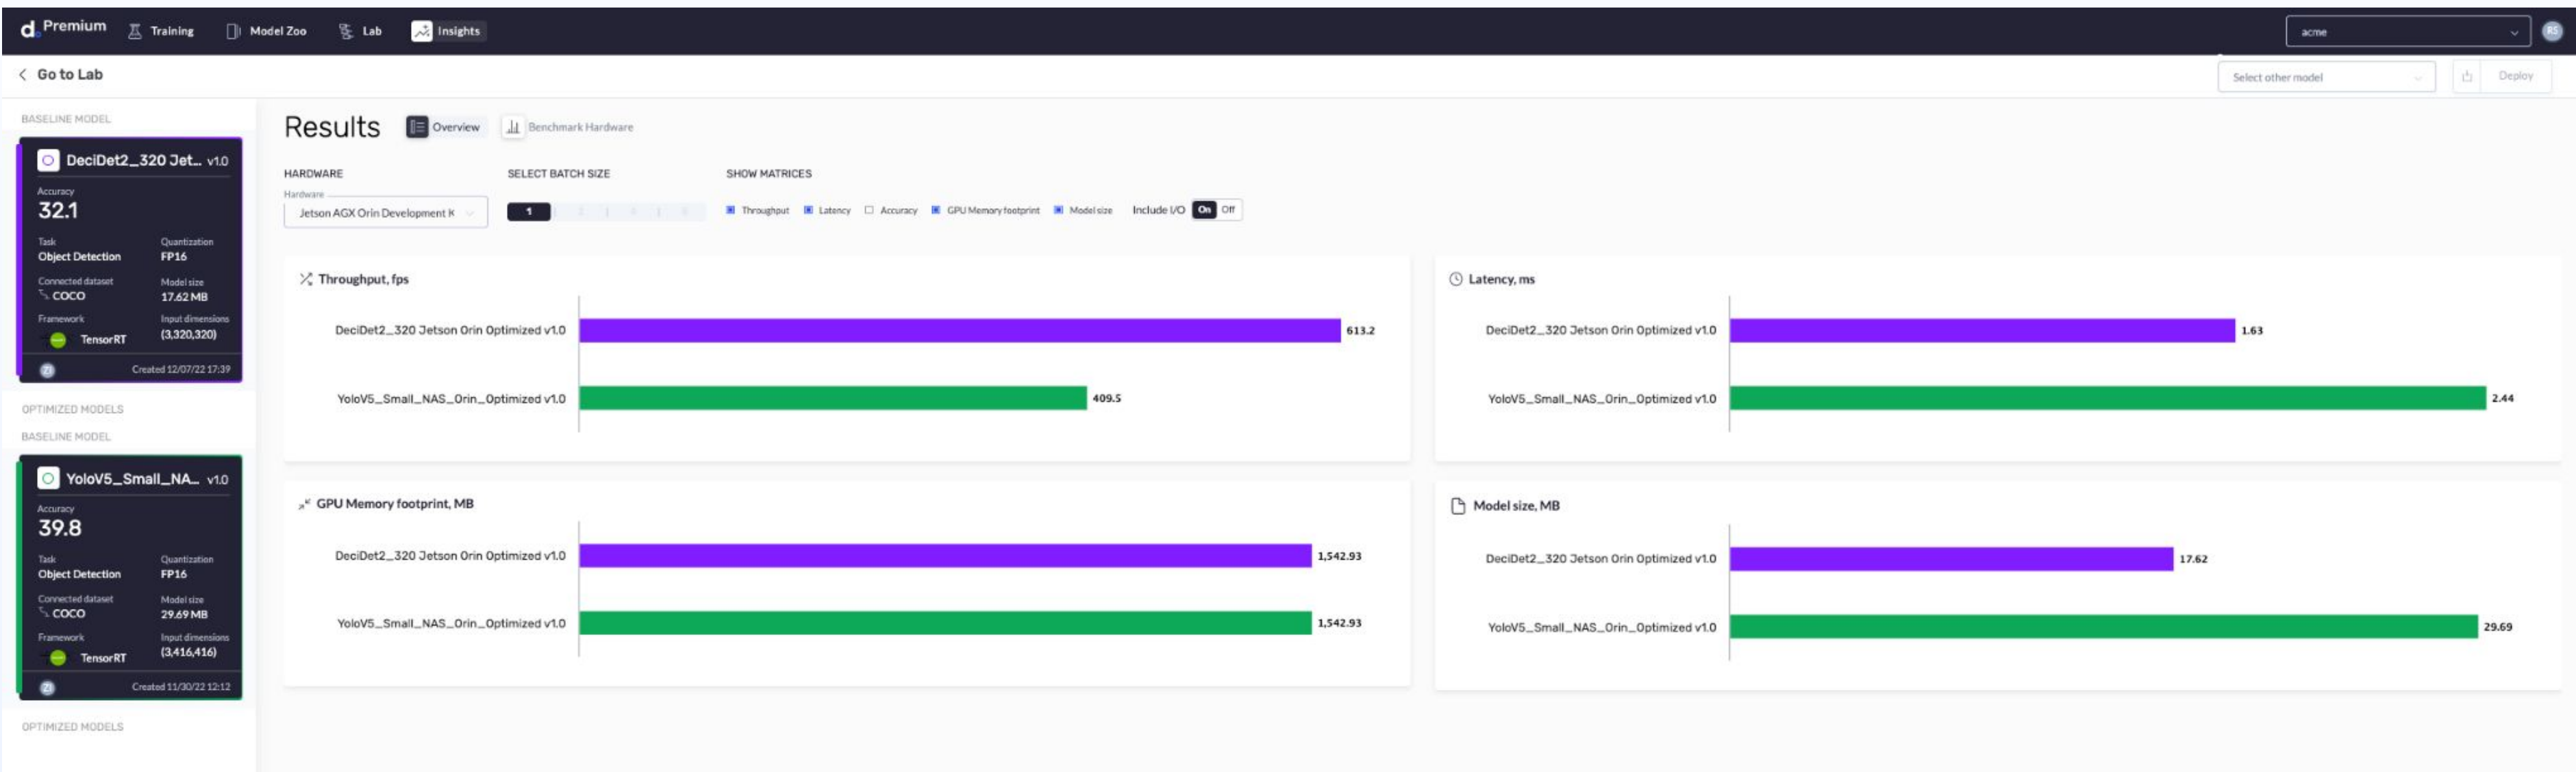 d. Premium Training Model Zoo Lab Insights acme RS
Go to Lab Select other model Deploy
BASELINE MODEL
DeciDet2_320 Jet... v1.0
Accuracy
32.1
Task Quantization
Object Detection FP16
Connected dataset Model size
COCO 17.62 MB
Framework Input dimensions
TensorRT (3,320,320)
ZI Created 12/07/22 17:39
OPTIMIZED MODELS
BASELINE MODEL
YoloV5_Small_NA... v1.0
Accuracy
39.8
Task Quantization
Object Detection FP16
Connected dataset Model size
COCO 29.69 MB
Framework Input dimensions
TensorRT (3,416,416)
ZI Created 11/30/22 12:12
OPTIMIZED MODELS
Results Overview Benchmark Hardware
HARDWARE SELECT BATCH SIZE SHOW MATRICES
Hardware
Jetson AGX Orin Development K 1 Throughput Latency Accuracy GPU Memory footprint Model size Include I/O On Off
Throughput, fps
DeciDet2_320 Jetson Orin Optimized v1.0 613.2
YoloV5_Small_NAS_Orin_Optimized v1.0 409.5
Latency, ms
DeciDet2_320 Jetson Orin Optimized v1.0 1.63
YoloV5_Small_NAS_Orin_Optimized v1.0 2.44
GPU Memory footprint, MB
DeciDet2_320 Jetson Orin Optimized v1.0 1,542.93
YoloV5_Small_NAS_Orin_Optimized v1.0 1,542.93
Model size, MB
DeciDet2_320 Jetson Orin Optimized v1.0 17.62
YoloV5_Small_NAS_Orin_Optimized v1.0 29.69